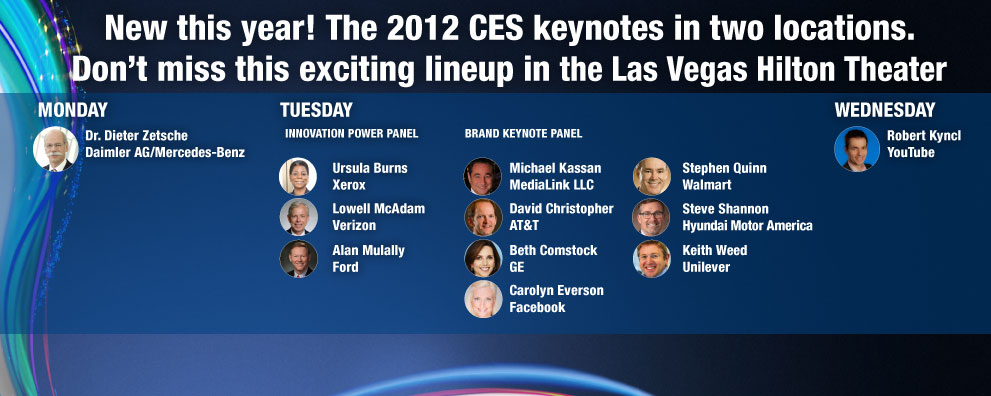 New this year! The 2012 CES keynotes in two locations.
Don't miss this exciting lineup in the Las Vegas Hilton Theater
MONDAY
Dr. Dieter Zetsche
Daimler AG/Mercedes-Benz
TUESDAY
INNOVATION POWER PANEL
Ursula Burns
Xerox
Lowell McAdam
Verizon
Alan Mulally
Ford
BRAND KEYNOTE PANEL
Michael Kassan
MediaLink LLC
David Christopher
AT&T
Beth Comstock
GE
Carolyn Everson
Facebook
Stephen Quinn
Walmart
Steve Shannon
Hyundai Motor America
Keith Weed
Unilever
WEDNESDAY
Robert Kyncl
YouTube